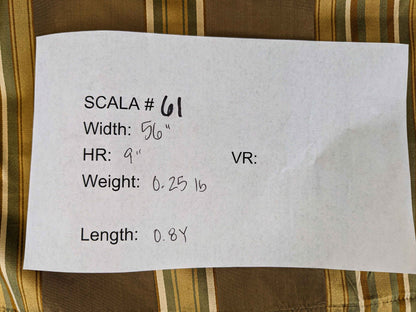 SCALA # 61
Width: 56"
HR: 9" VR:
Weight: 0.25 lb
Length: 0.8Y